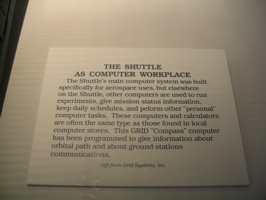 THE SHUTTLE
AS COMPUTER WORKPLACE
The Shuttle's main computer system was built
specifically for aerospace uses, but elsewhere
on the Shuttle, other computers are used to run
experiments, give mission status information,
keep daily schedules, and peform other "personal"
computer tasks. These computers and calculators
are often the same type as those found in local
computer stores. This GRID "Compass" computer
has been programmed to give information about
orbital path and about ground stations
communications.
Gift from Grid Systems, Inc.